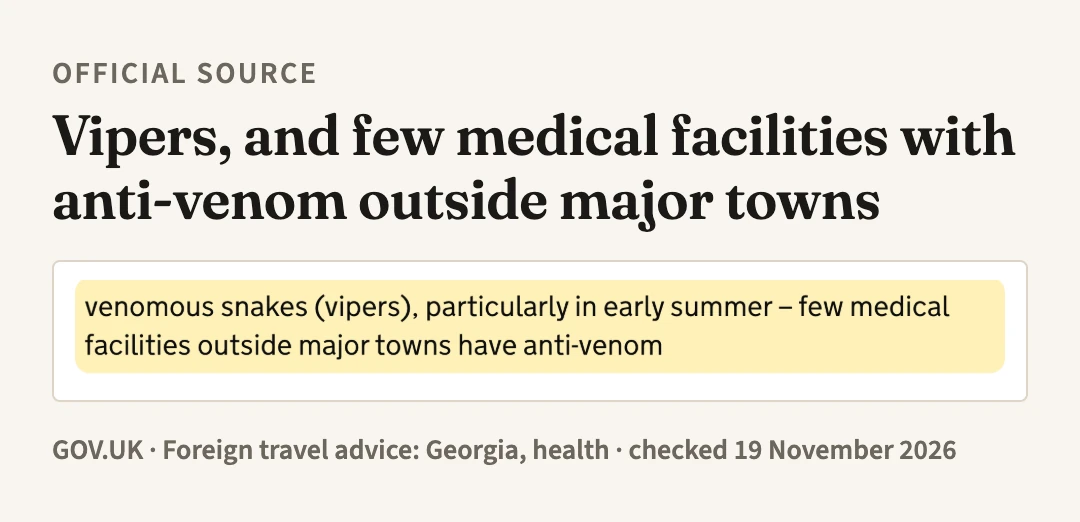 OFFICIAL SOURCE
Vipers, and few medical facilities with
anti-venom outside major towns
venomous snakes (vipers), particularly in early summer – few medical
facilities outside major towns have anti-venom
GOV.UK · Foreign travel advice: Georgia, health · checked 19 November 2026